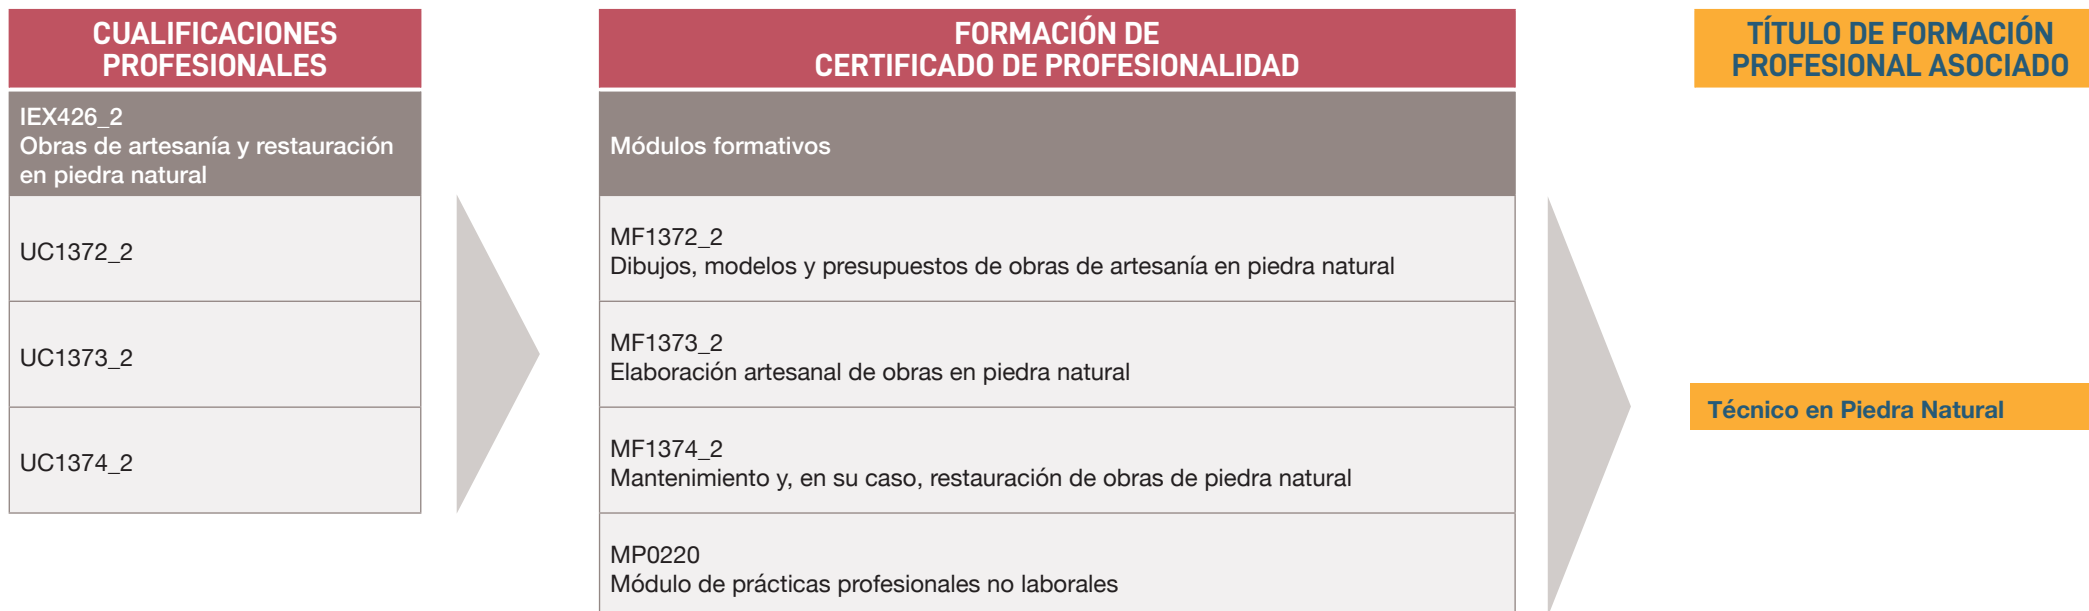 CUALIFICACIONES
PROFESIONALES
IEX426_2
Obras de artesanía y restauración
en piedra natural
UC1372_2
UC1373_2
UC1374_2
FORMACIÓN DE
CERTIFICADO DE PROFESIONALIDAD
Módulos formativos
MF1372_2
Dibujos, modelos y presupuestos de obras de artesanía en piedra natural
MF1373_2
Elaboración artesanal de obras en piedra natural
MF1374_2
Mantenimiento y, en su caso, restauración de obras de piedra natural
MP0220
Módulo de prácticas profesionales no laborales
TÍTULO DE FORMACIÓN
PROFESIONAL ASOCIADO
Técnico en Piedra Natural